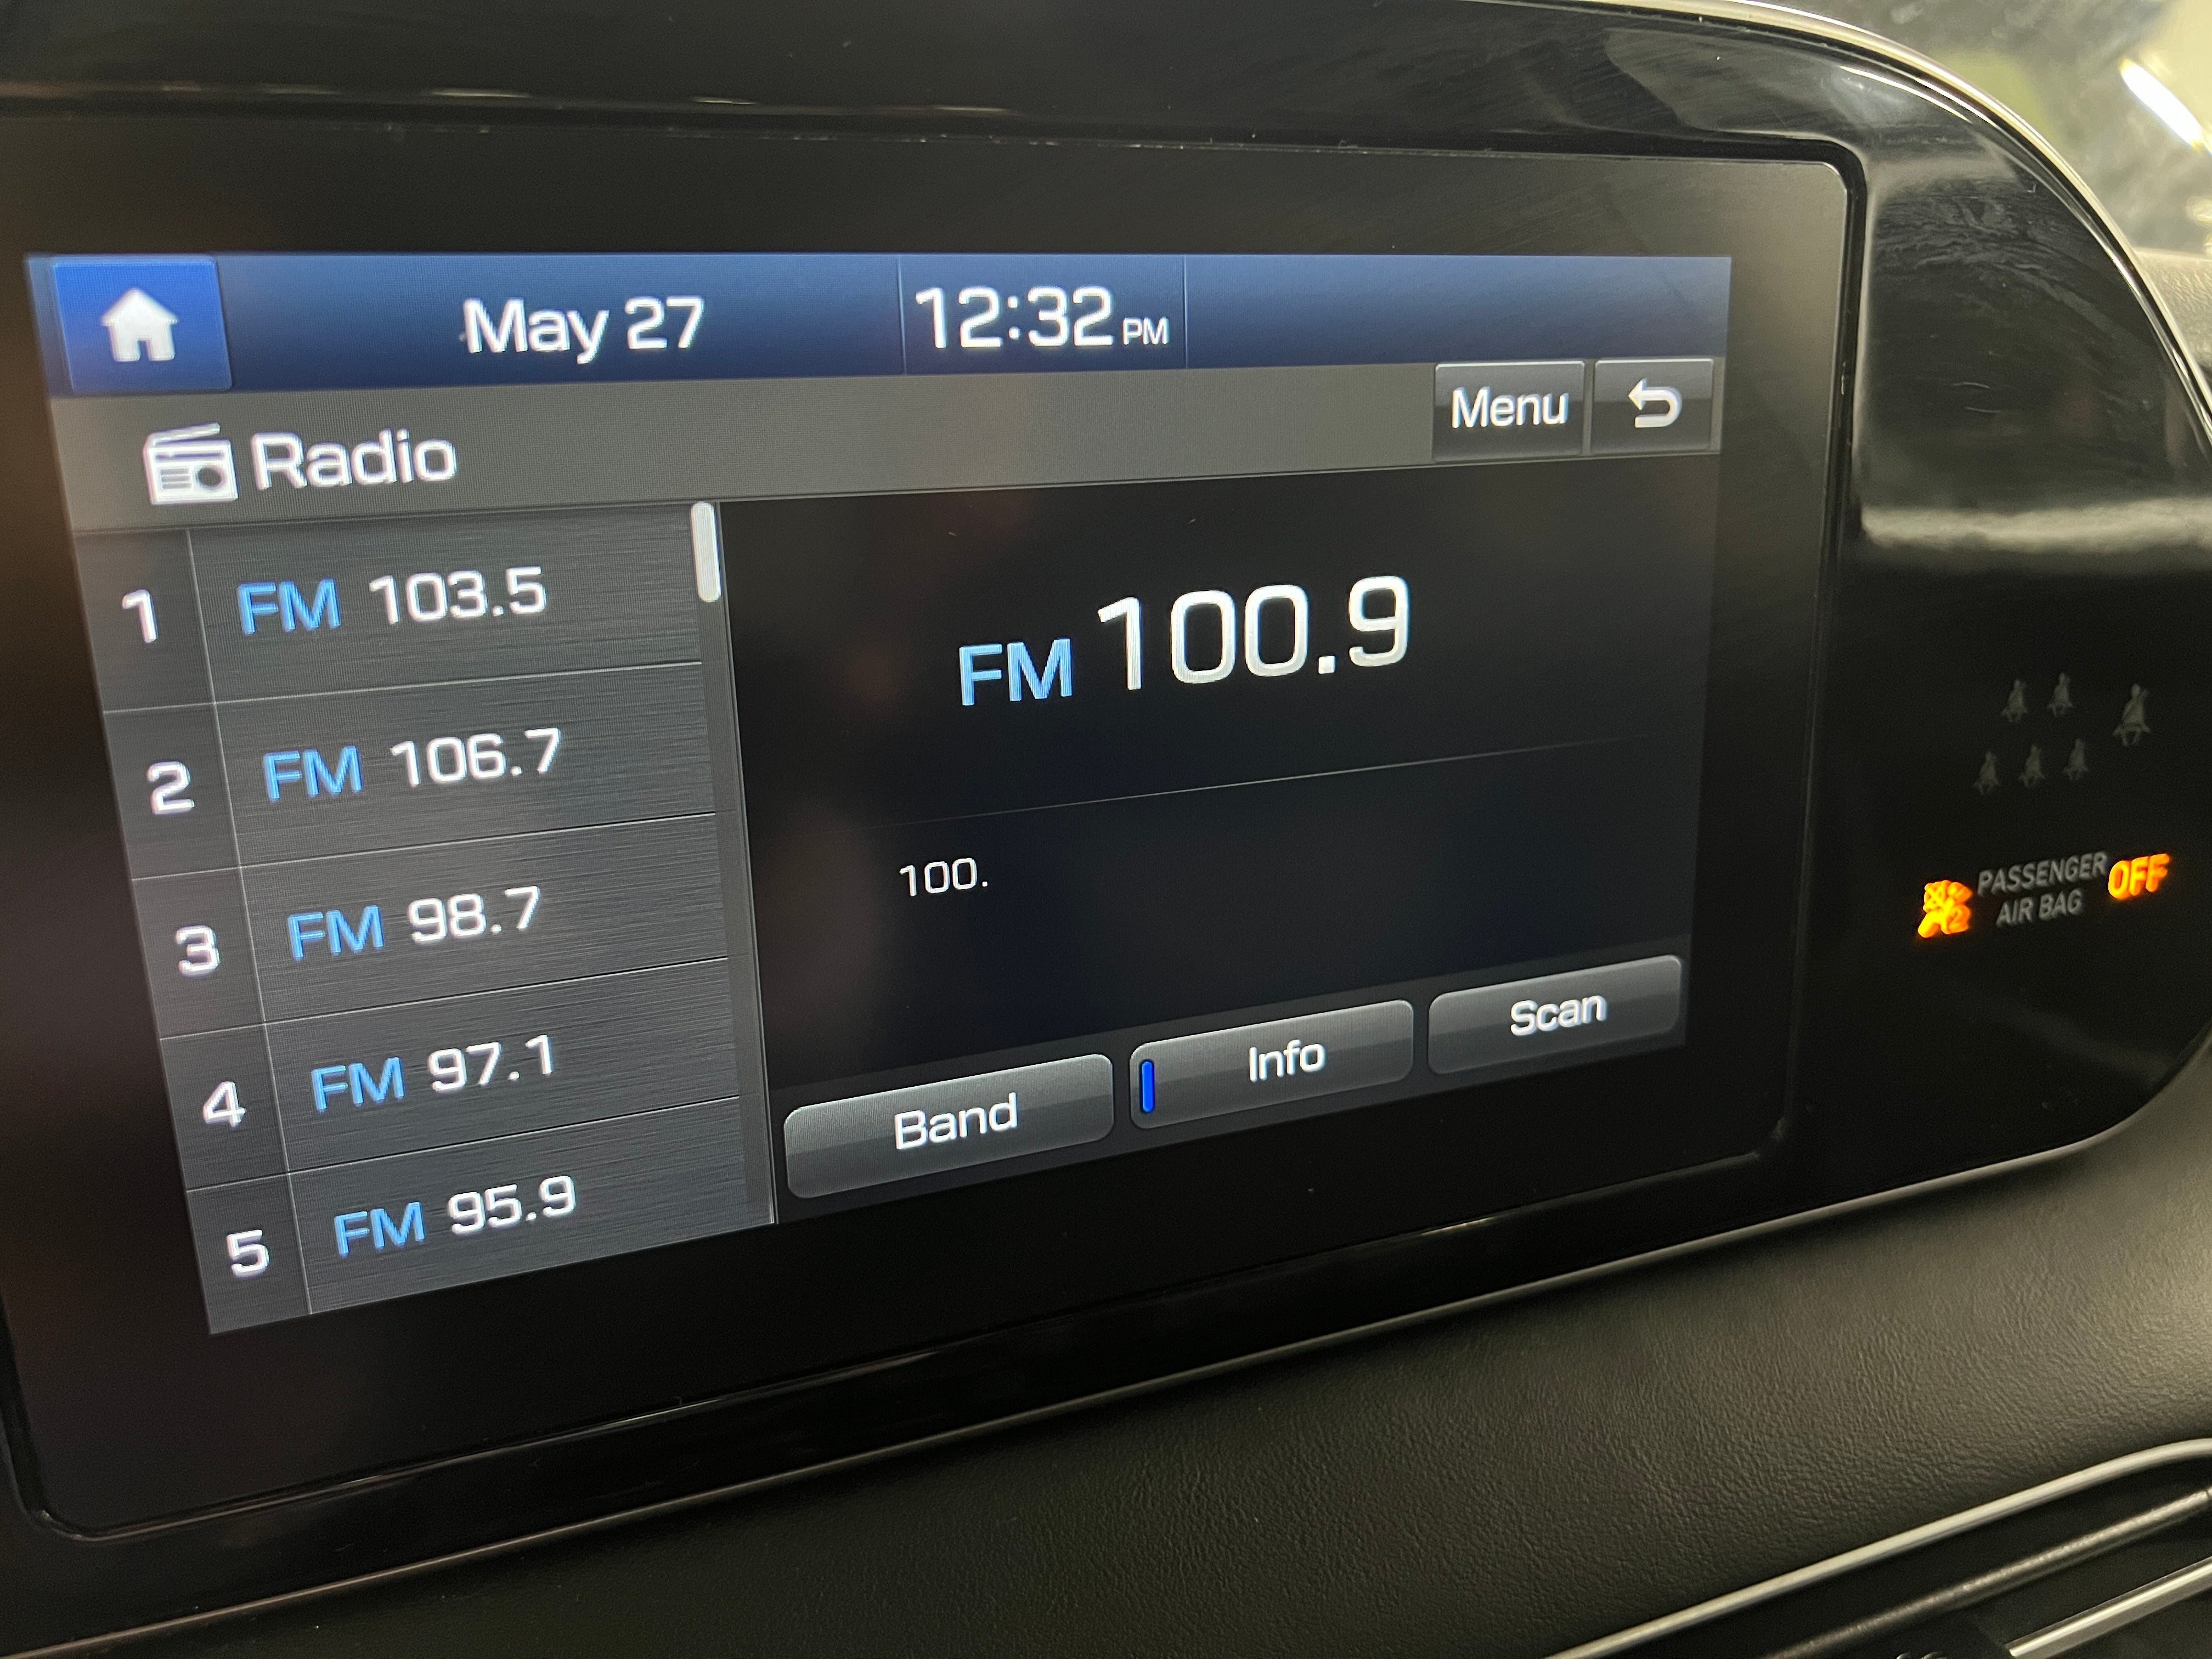 May 27
12:32 PM
Radio
Menu
1 FM 103.5
2 FM 106.7
3 FM 98.7
4 FM 97.1
5 FM 95.9
FM 100.9
100.
Band
Info
Scan
PASSENGER
AIR BAG
OFF
2